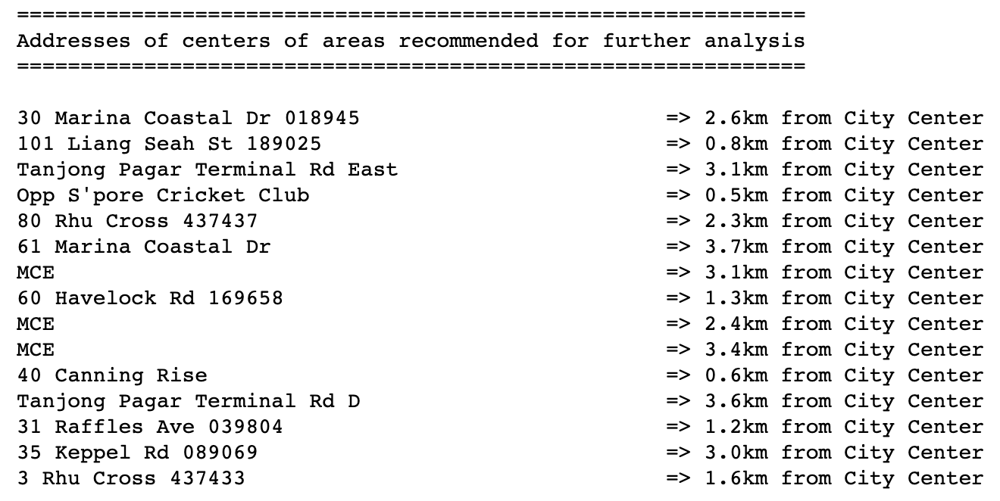 ==============================================================
Addresses of centers of areas recommended for further analysis
==============================================================
30 Marina Coastal Dr 018945 => 2.6km from City Center
101 Liang Seah St 189025 => 0.8km from City Center
Tanjong Pagar Terminal Rd East => 3.1km from City Center
Opp S'pore Cricket Club => 0.5km from City Center
80 Rhu Cross 437437 => 2.3km from City Center
61 Marina Coastal Dr => 3.7km from City Center
MCE => 3.1km from City Center
60 Havelock Rd 169658 => 1.3km from City Center
MCE => 2.4km from City Center
MCE => 3.4km from City Center
40 Canning Rise => 0.6km from City Center
Tanjong Pagar Terminal Rd D => 3.6km from City Center
31 Raffles Ave 039804 => 1.2km from City Center
35 Keppel Rd 089069 => 3.0km from City Center
3 Rhu Cross 437433 => 1.6km from City Center